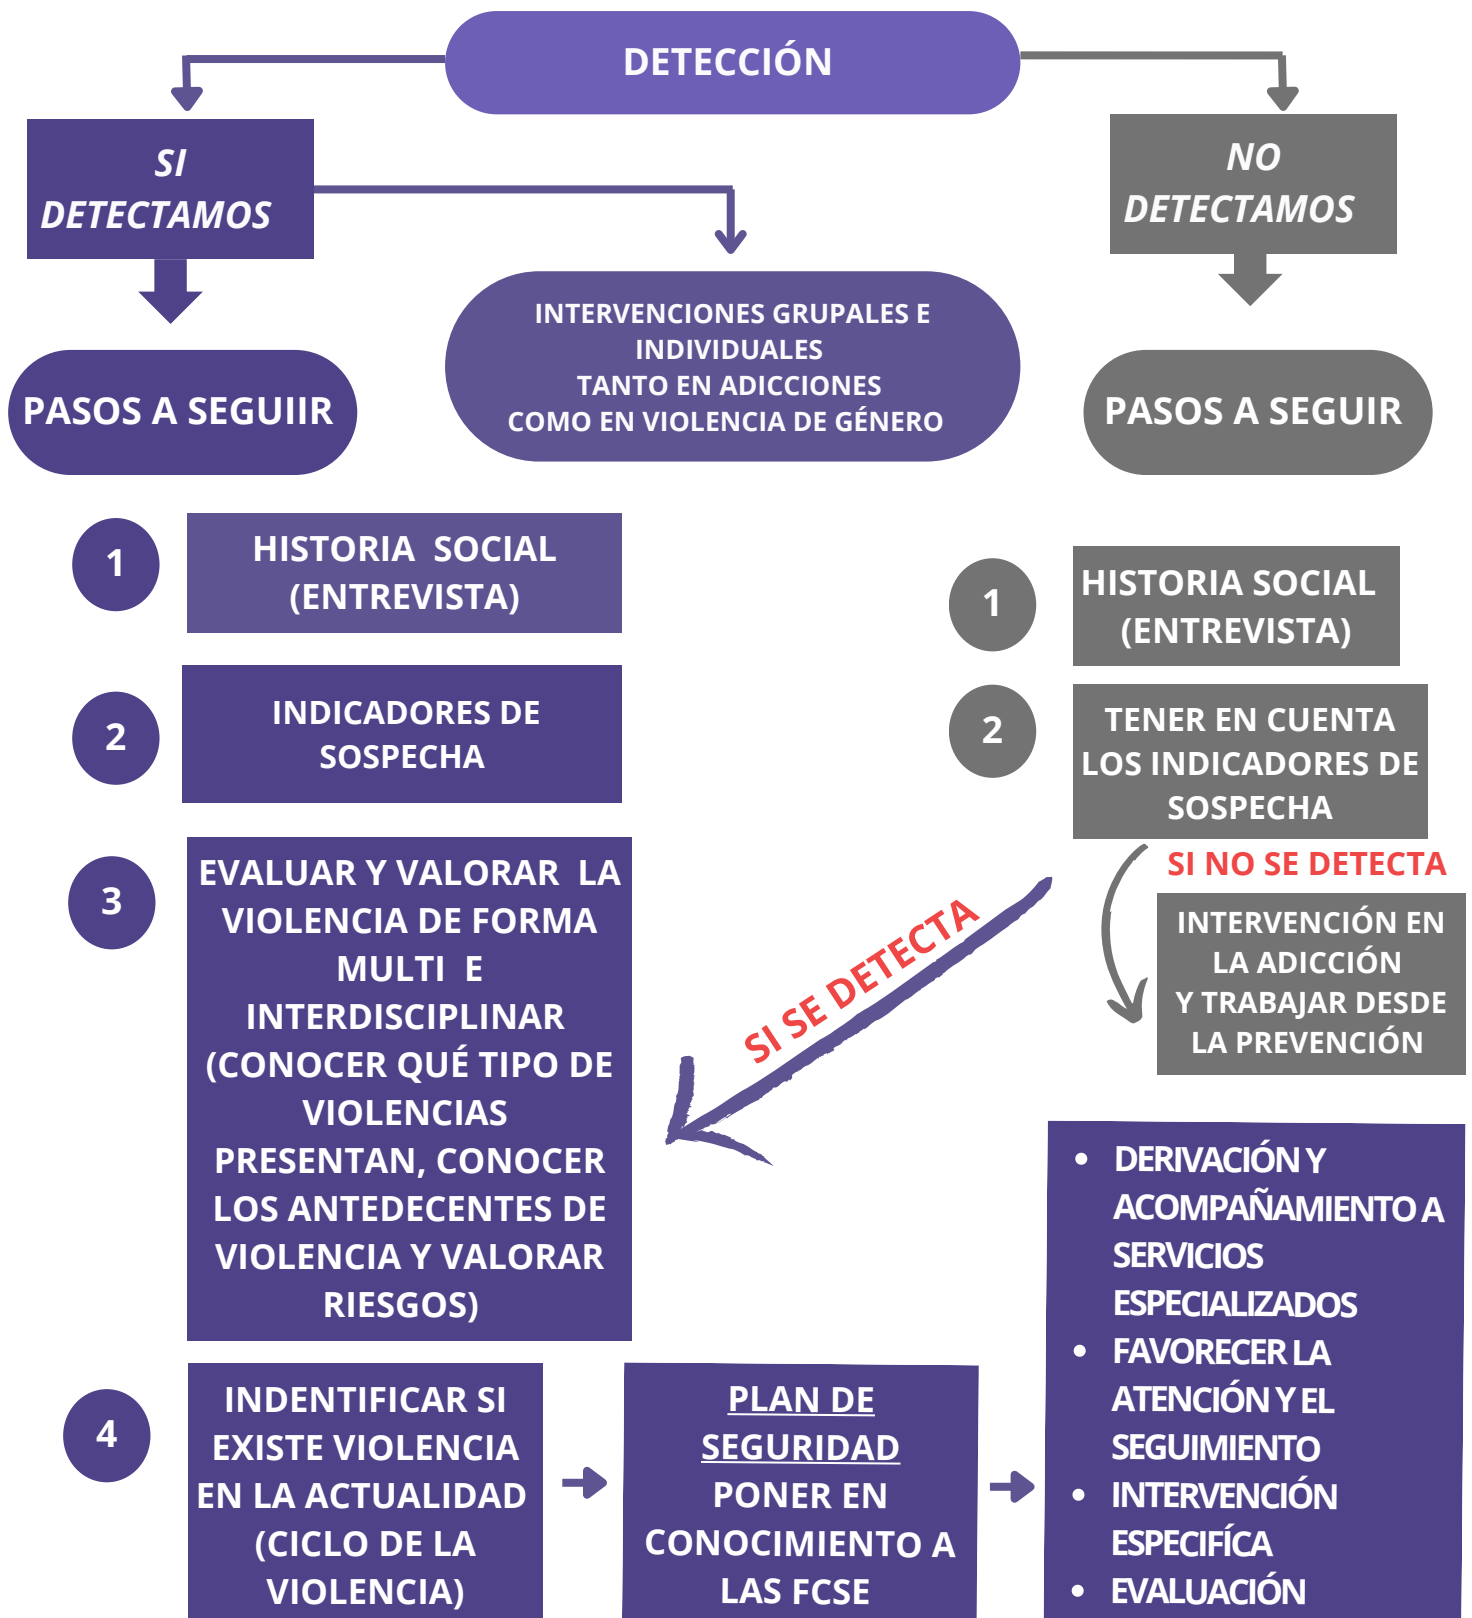 DETECCIÓN
SI
DETECTAMOS
NO
DETECTAMOS
INTERVENCIONES GRUPALES E
INDIVIDUALES
TANTO EN ADICCIONES
COMO EN VIOLENCIA DE GÉNERO
PASOS A SEGUIIR
PASOS A SEGUIR
1
HISTORIA SOCIAL
(ENTREVISTA)
2
INDICADORES DE
SOSPECHA
3
EVALUAR Y VALORAR LA
VIOLENCIA DE FORMA
MULTI E
INTERDISCIPLINAR
(CONOCER QUÉ TIPO DE
VIOLENCIAS
PRESENTAN, CONOCER
LOS ANTEDECENTES DE
VIOLENCIA Y VALORAR
RIESGOS)
1
HISTORIA SOCIAL
(ENTREVISTA)
2
TENER EN CUENTA
LOS INDICADORES DE
SOSPECHA
SI NO SE DETECTA
INTERVENCIÓN EN
LA ADICCIÓN
Y TRABAJAR DESDE
LA PREVENCIÓN
SI SE DETECTA
4
INDENTIFICAR SI
EXISTE VIOLENCIA
EN LA ACTUALIDAD
(CICLO DE LA
VIOLENCIA)
PLAN DE
SEGURIDAD
PONER EN
CONOCIMIENTO A
LAS FCSE
• DERIVACIÓN Y
ACOMPAÑAMIENTO A
SERVICIOS
ESPECIALIZADOS
• FAVORECER LA
ATENCIÓN Y EL
SEGUIMIENTO
• INTERVENCIÓN
ESPECIFÍCA
• EVALUACIÓN